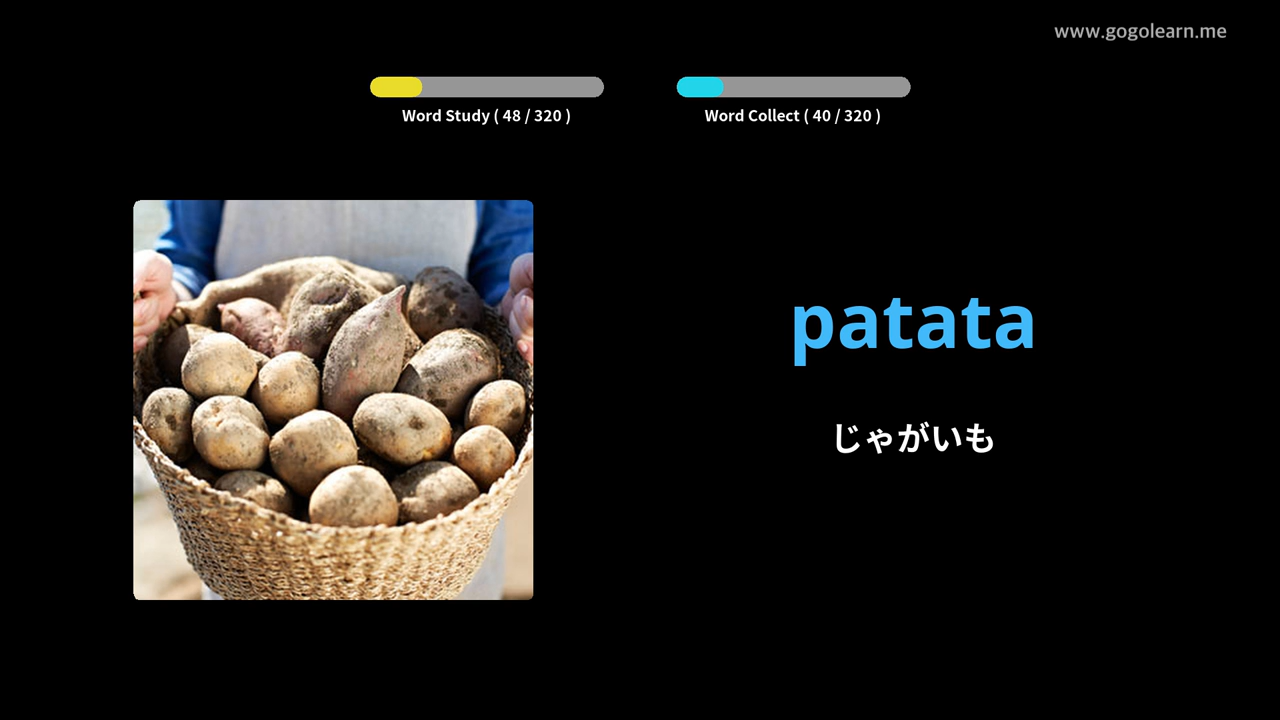 www.gogolearn.me
Word Study ( 48 / 320 )
Word Collect ( 40 / 320 )
patata
じゃがいも